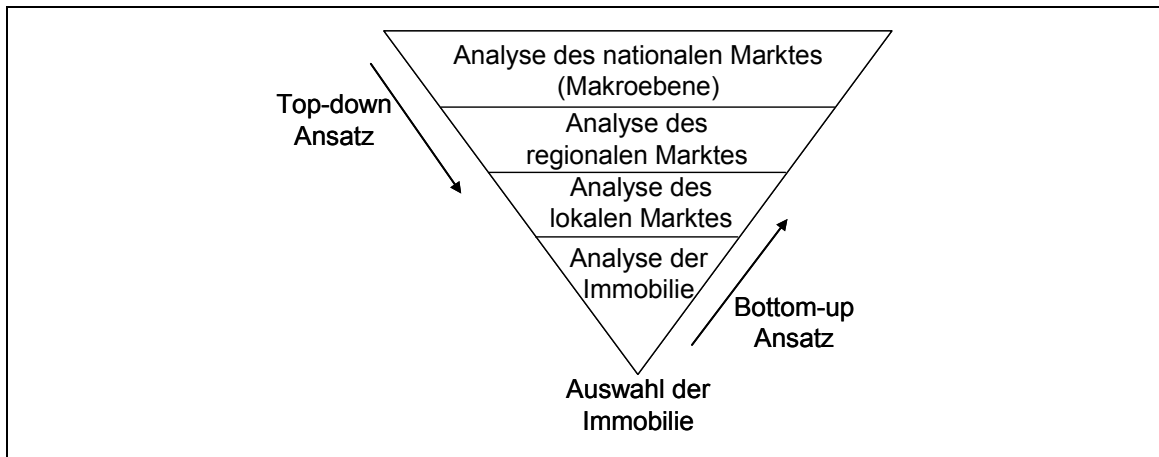 Analyse des nationalen Marktes
(Makroebene)
Top-down
Ansatz
Analyse des
regionalen Marktes
Analyse des
lokalen Marktes
Analyse der
Immobilie
Bottom-up
Ansatz
Auswahl der
Immobilie